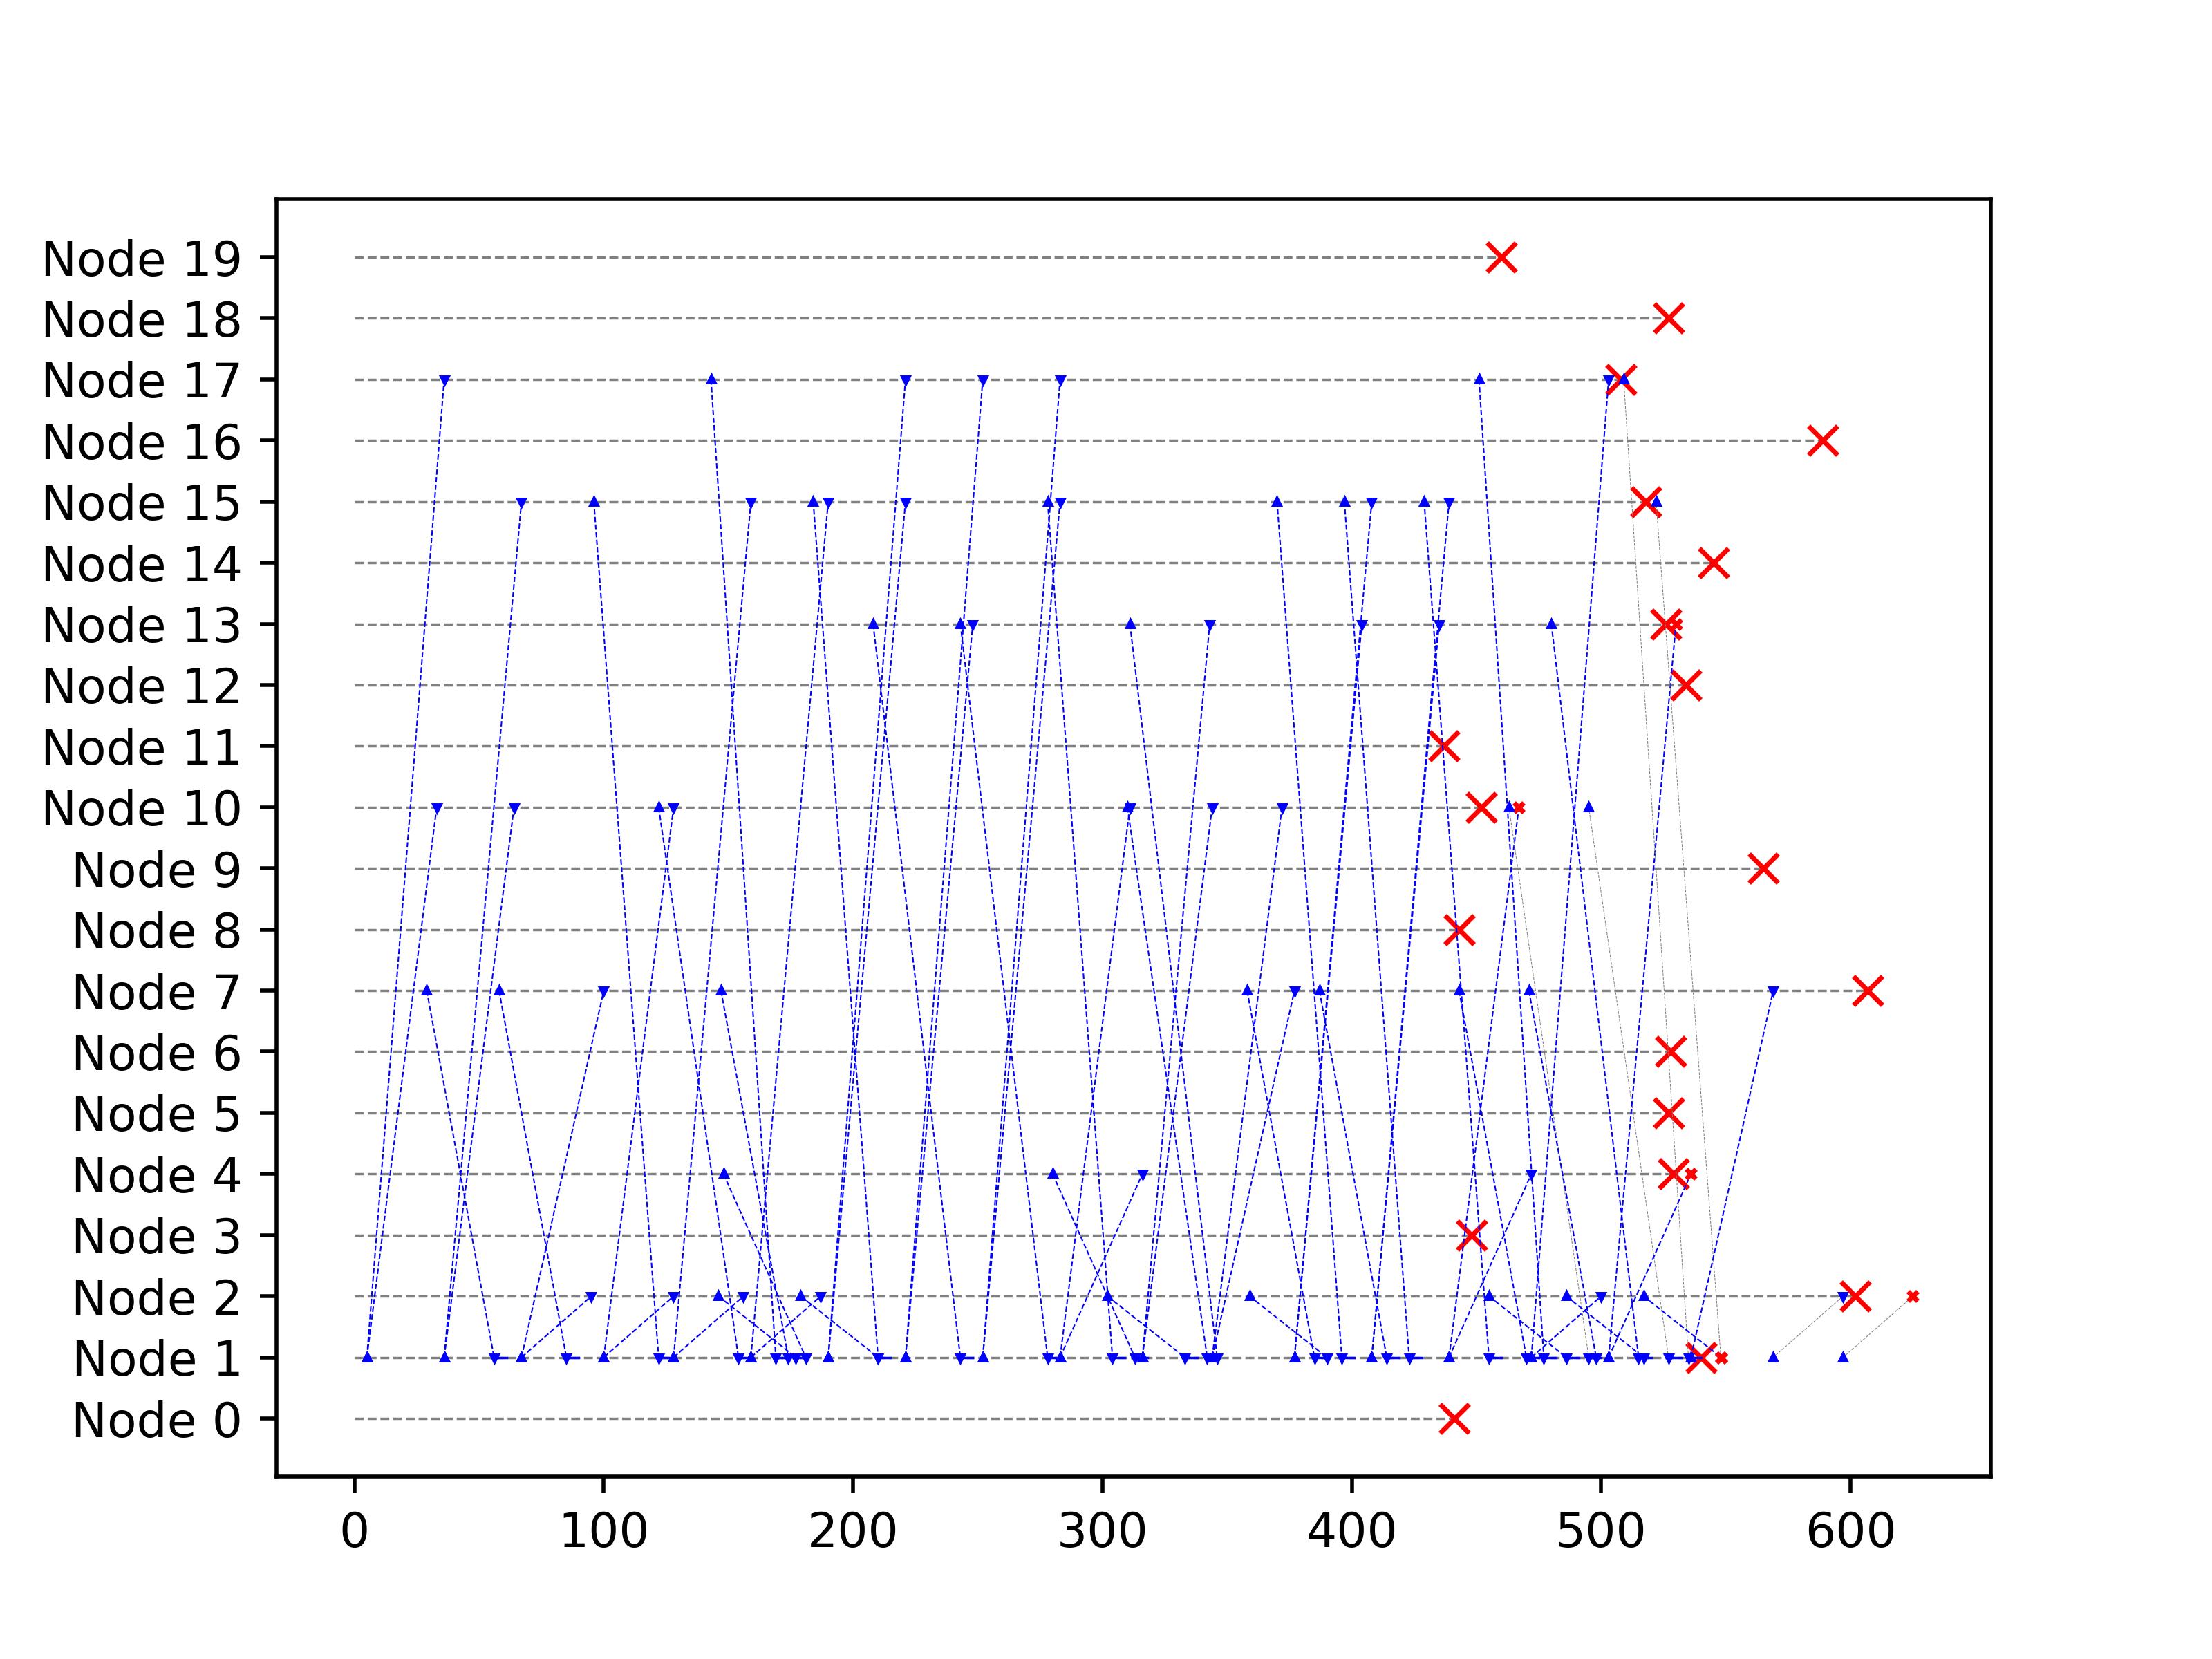 Node 19
Node 18
Node 17
Node 16
Node 15
Node 14
Node 13
Node 12
Node 11
Node 10
Node 9
Node 8
Node 7
Node 6
Node 5
Node 4
Node 3
Node 2
Node 1
Node 0
0 100 200 300 400 500 600